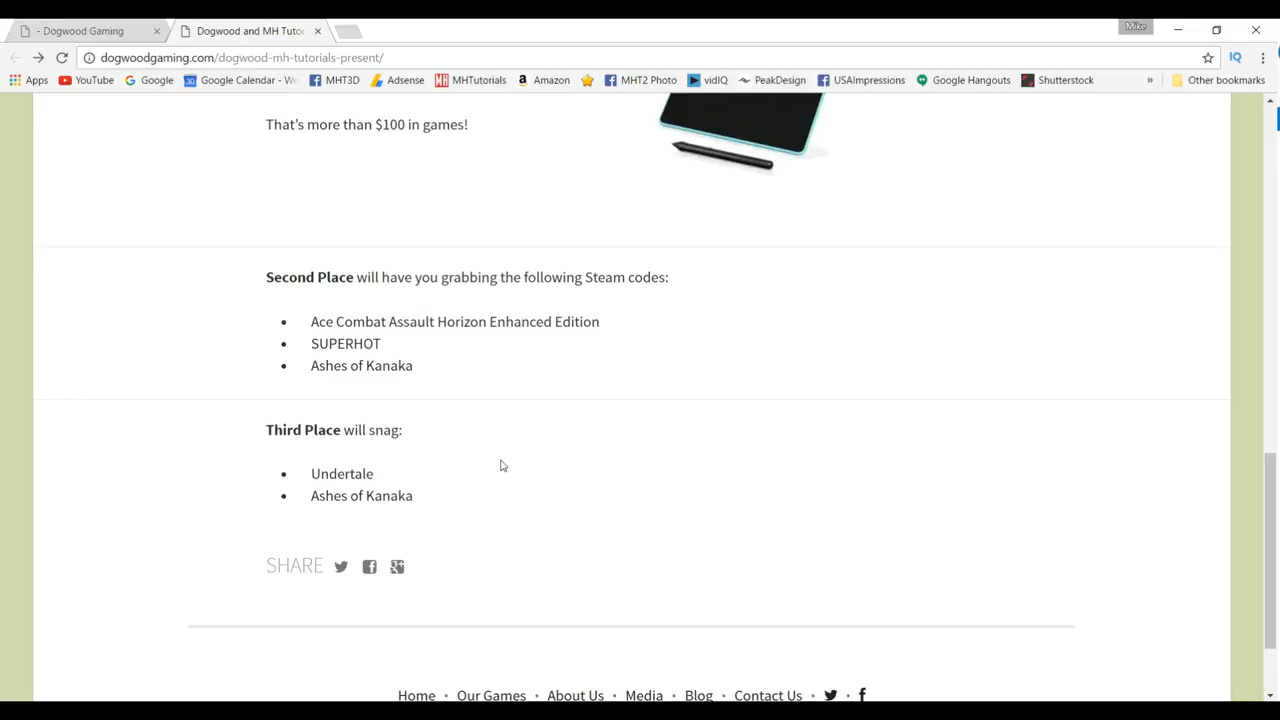 - Dogwood Gaming
Dogwood and MH Tuto
Mike
dogwoodgaming.com/dogwood-mh-tutorials-present/
Apps YouTube Google Google Calendar - We MHT3D Adsense MHTutorials Amazon MHT2 Photo vidIQ PeakDesign USAImpressions Google Hangouts Shutterstock » Other bookmarks
That's more than $100 in games!
Second Place will have you grabbing the following Steam codes:
• Ace Combat Assault Horizon Enhanced Edition
• SUPERHOT
• Ashes of Kanaka
Third Place will snag:
• Undertale
• Ashes of Kanaka
SHARE
Home • Our Games • About Us • Media • Blog • Contact Us •